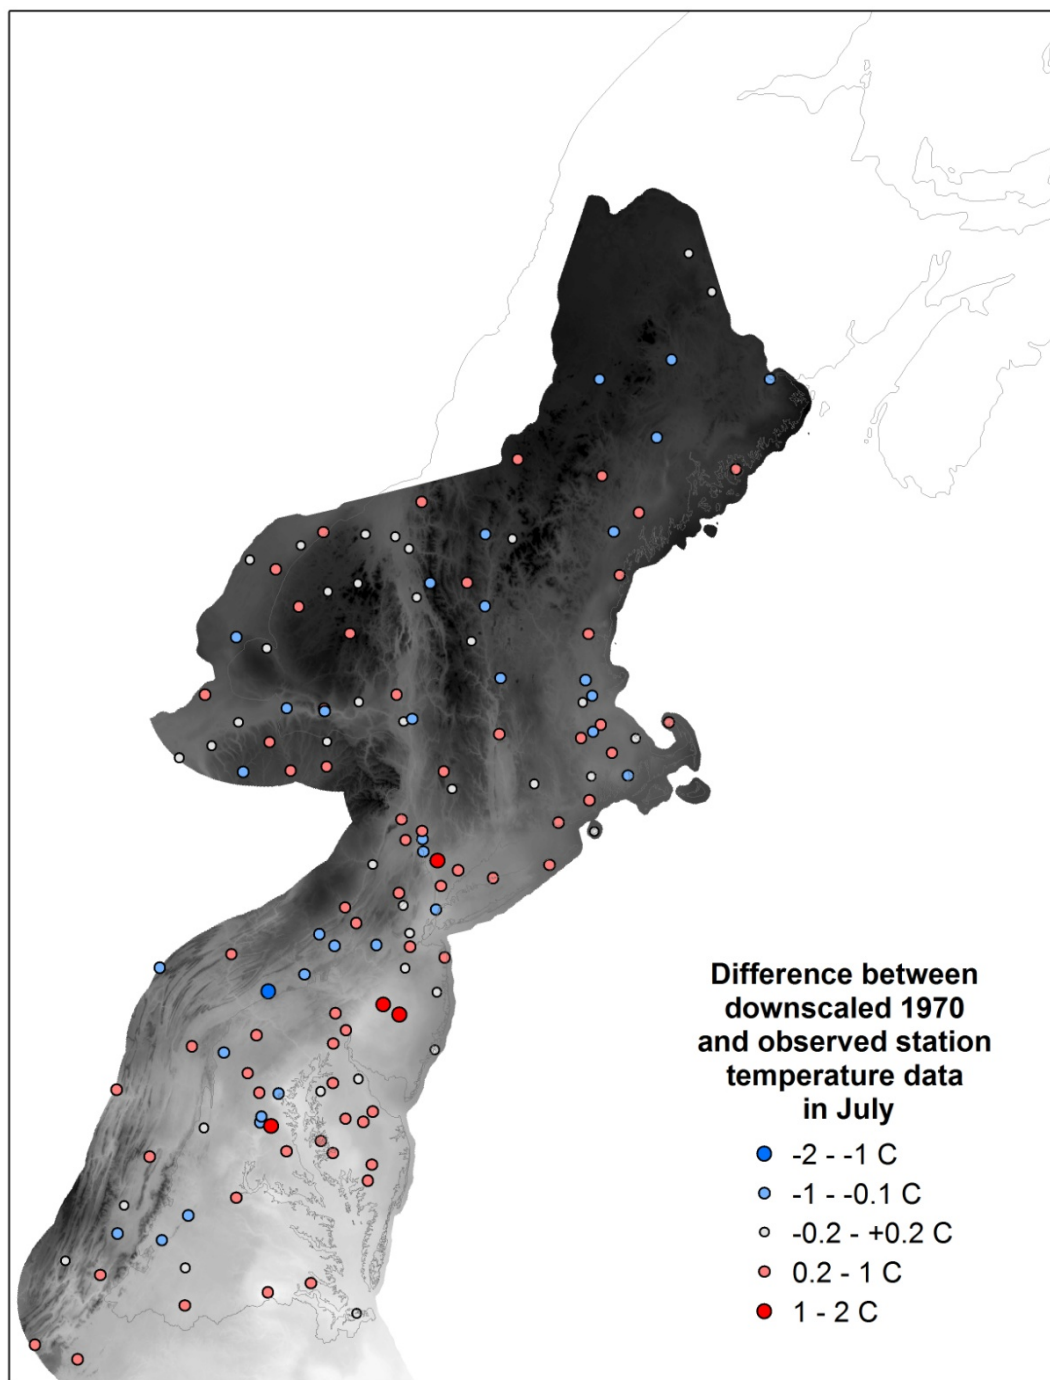 Difference between
downscaled 1970
and observed station
temperature data
in July
-2 - -1 C
-1 - -0.1 C
-0.2 - +0.2 C
0.2 - 1 C
1 - 2 C